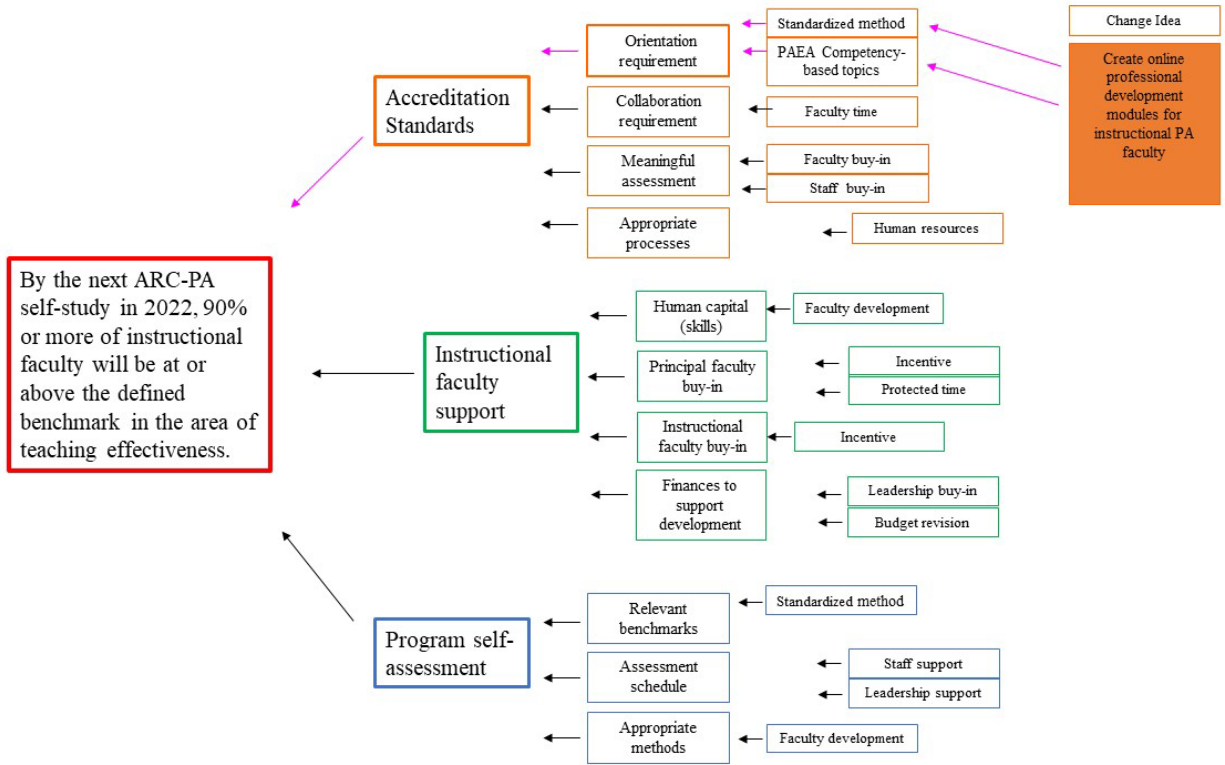 By the next ARC-PA
self-study in 2022, 90%
or more of instructional
faculty will be at or
above the defined
benchmark in the area of
teaching effectiveness.
Accreditation
Standards
Orientation
requirement
Standardized method
PAEA Competency-
based topics
Collaboration
requirement
Faculty time
Meaningful
assessment
Faculty buy-in
Staff buy-in
Appropriate
processes
Human resources
Change Idea
Create online
professional
development
modules for
instructional PA
faculty
Instructional
faculty
support
Human capital
(skills)
Faculty development
Principal faculty
buy-in
Incentive
Protected time
Instructional
faculty buy-in
Incentive
Finances to
support
development
Leadership buy-in
Budget revision
Program self-
assessment
Relevant
benchmarks
Standardized method
Assessment
schedule
Staff support
Leadership support
Appropriate
methods
Faculty development